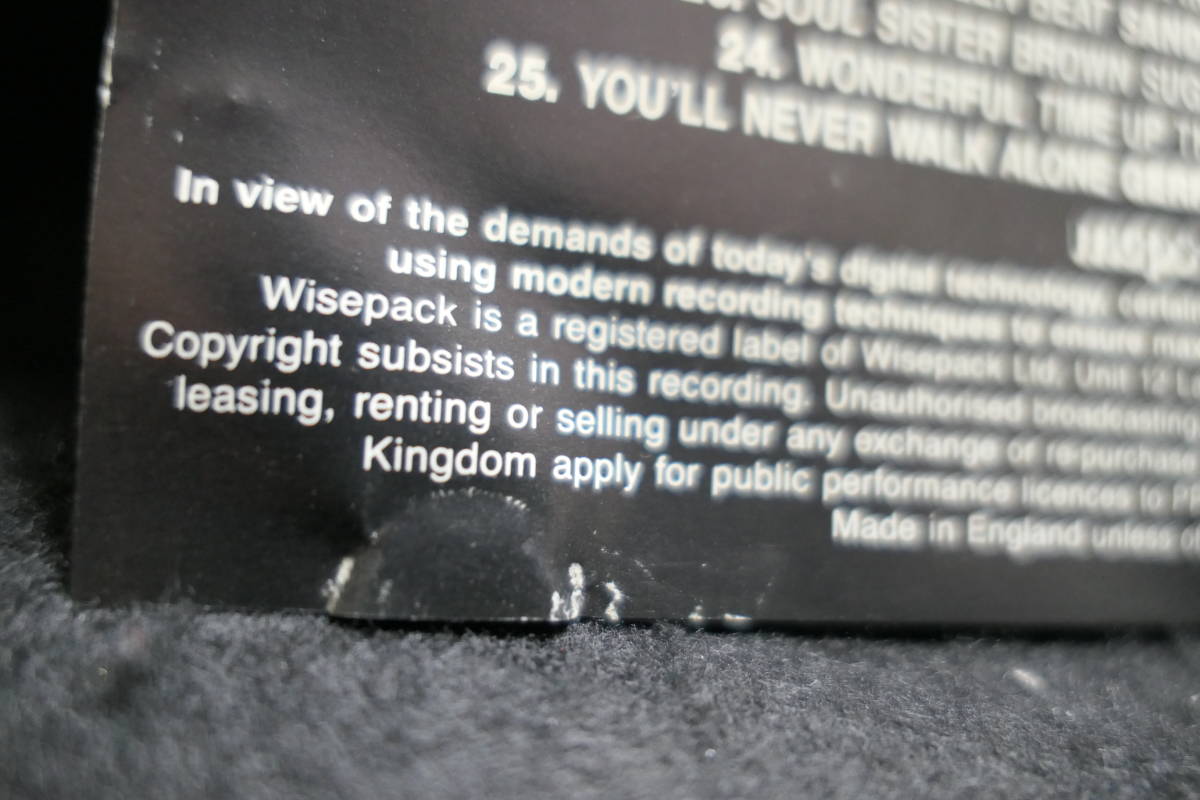 BEAT
SOUL SISTER BROWN
24. WONDERFUL TIME UP
25. YOU'LL NEVER WALK ALONE
In view of the demands of today's digital technology,
using modern recording techniques to ensure
Wisepack is a registered label of Wisepack Ltd. Unit 12
Copyright subsists in this recording. Unauthorised broadcasting
leasing, renting or selling under any exchange or re-purchase
Kingdom apply for public performance licences to
Made in England unless